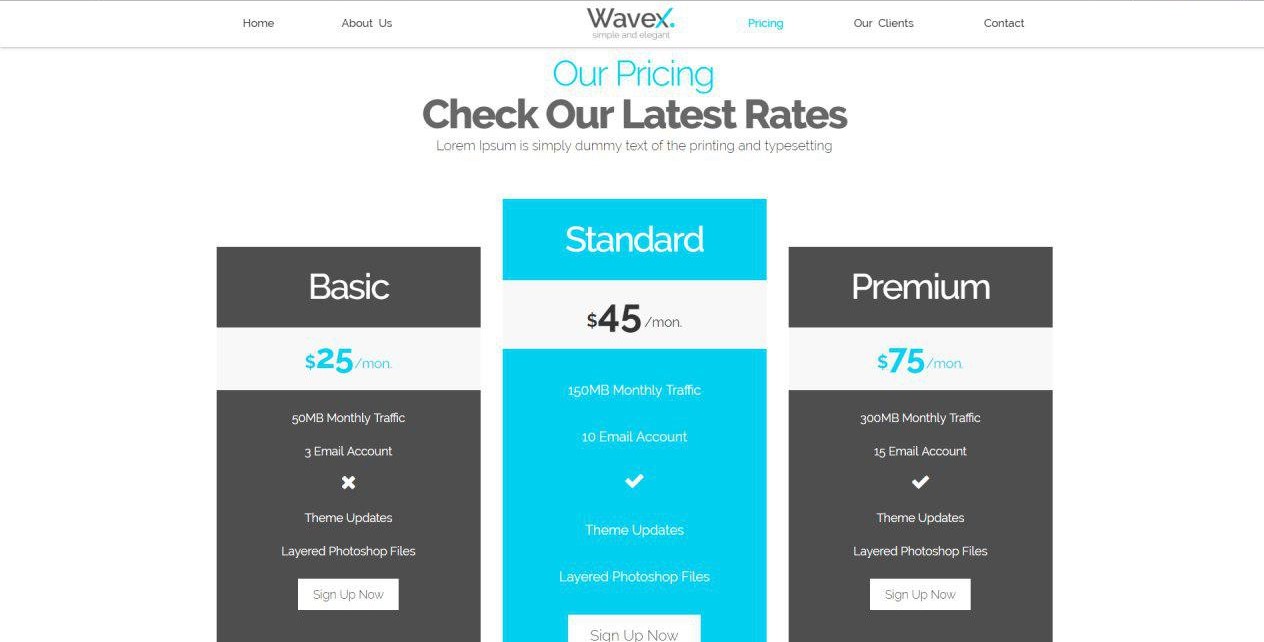 Home About Us Wavex. Pricing Our Clients Contact
simple and elegant
Our Pricing
Check Our Latest Rates
Lorem Ipsum is simply dummy text of the printing and typesetting
Basic
$25/mon.
50MB Monthly Traffic
3 Email Account
Theme Updates
Layered Photoshop Files
Sign Up Now
Standard
$45/mon.
150MB Monthly Traffic
10 Email Account
Theme Updates
Layered Photoshop Files
Sign Up Now
Premium
$75/mon.
300MB Monthly Traffic
15 Email Account
Theme Updates
Layered Photoshop Files
Sign Up Now